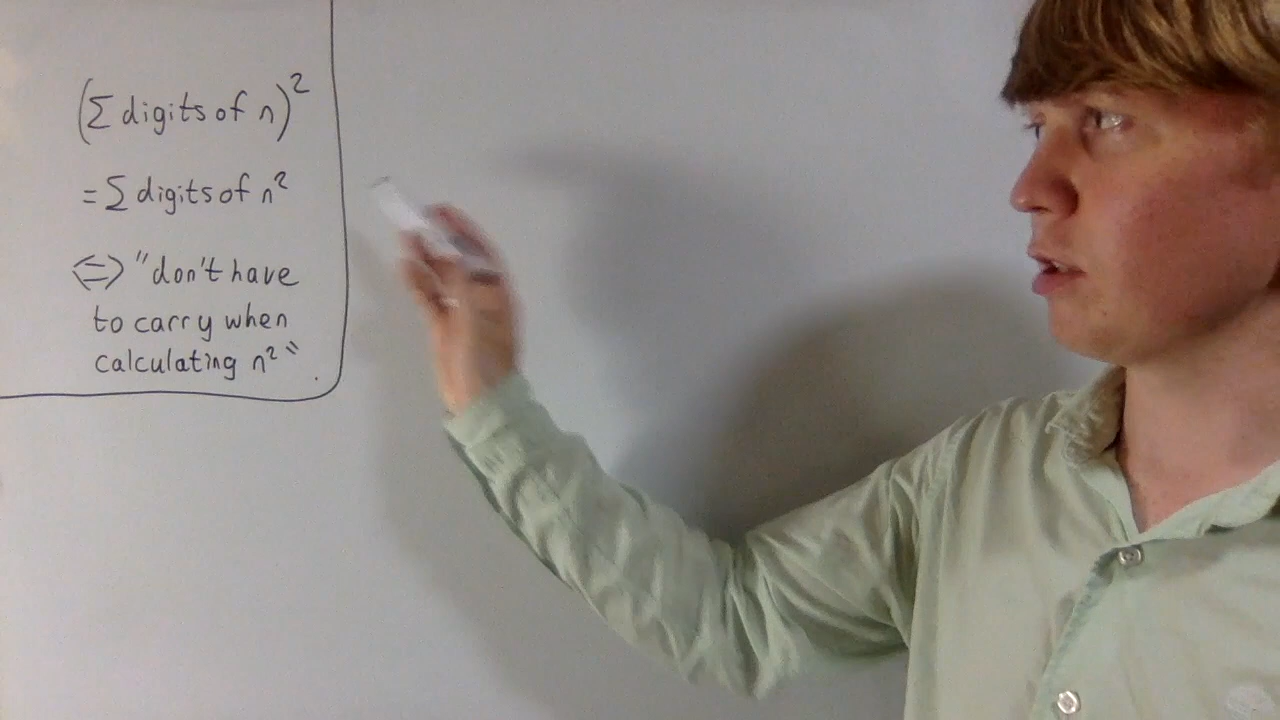 (Σ digits of n)²
= Σ digits of n²
⇔ "don't have
to carry when
calculating n²"